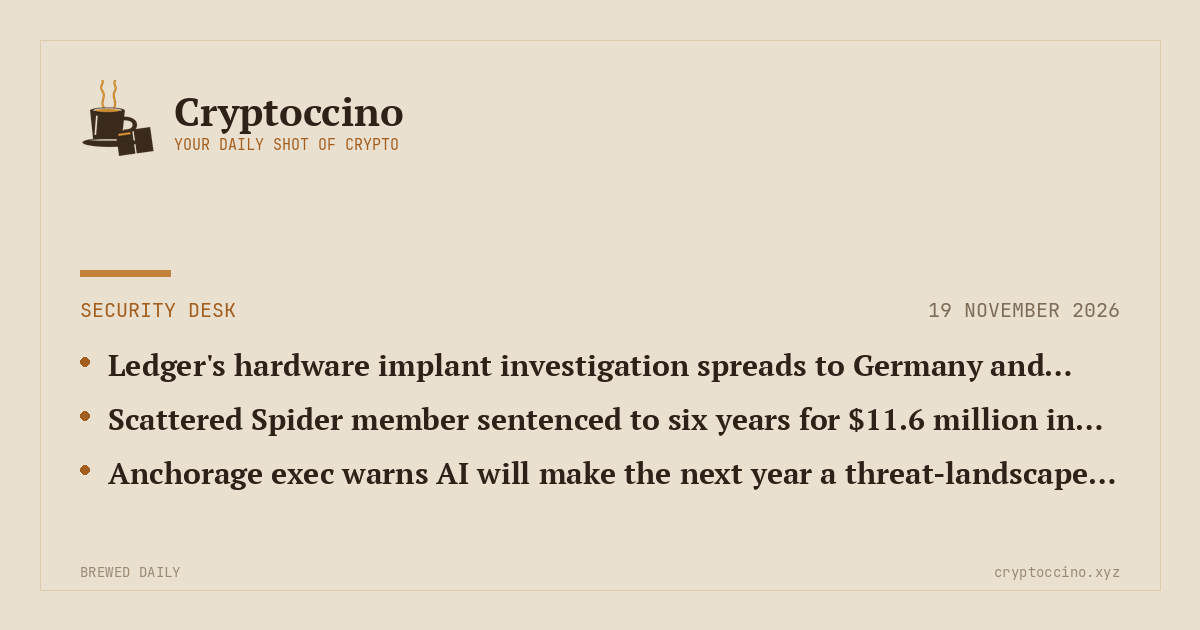 Cryptoccino
YOUR DAILY SHOT OF CRYPTO
SECURITY DESK
19 NOVEMBER 2026
Ledger's hardware implant investigation spreads to Germany and...
Scattered Spider member sentenced to six years for $11.6 million in...
Anchorage exec warns AI will make the next year a threat-landscape...
BREWED DAILY
cryptoccino.xyz